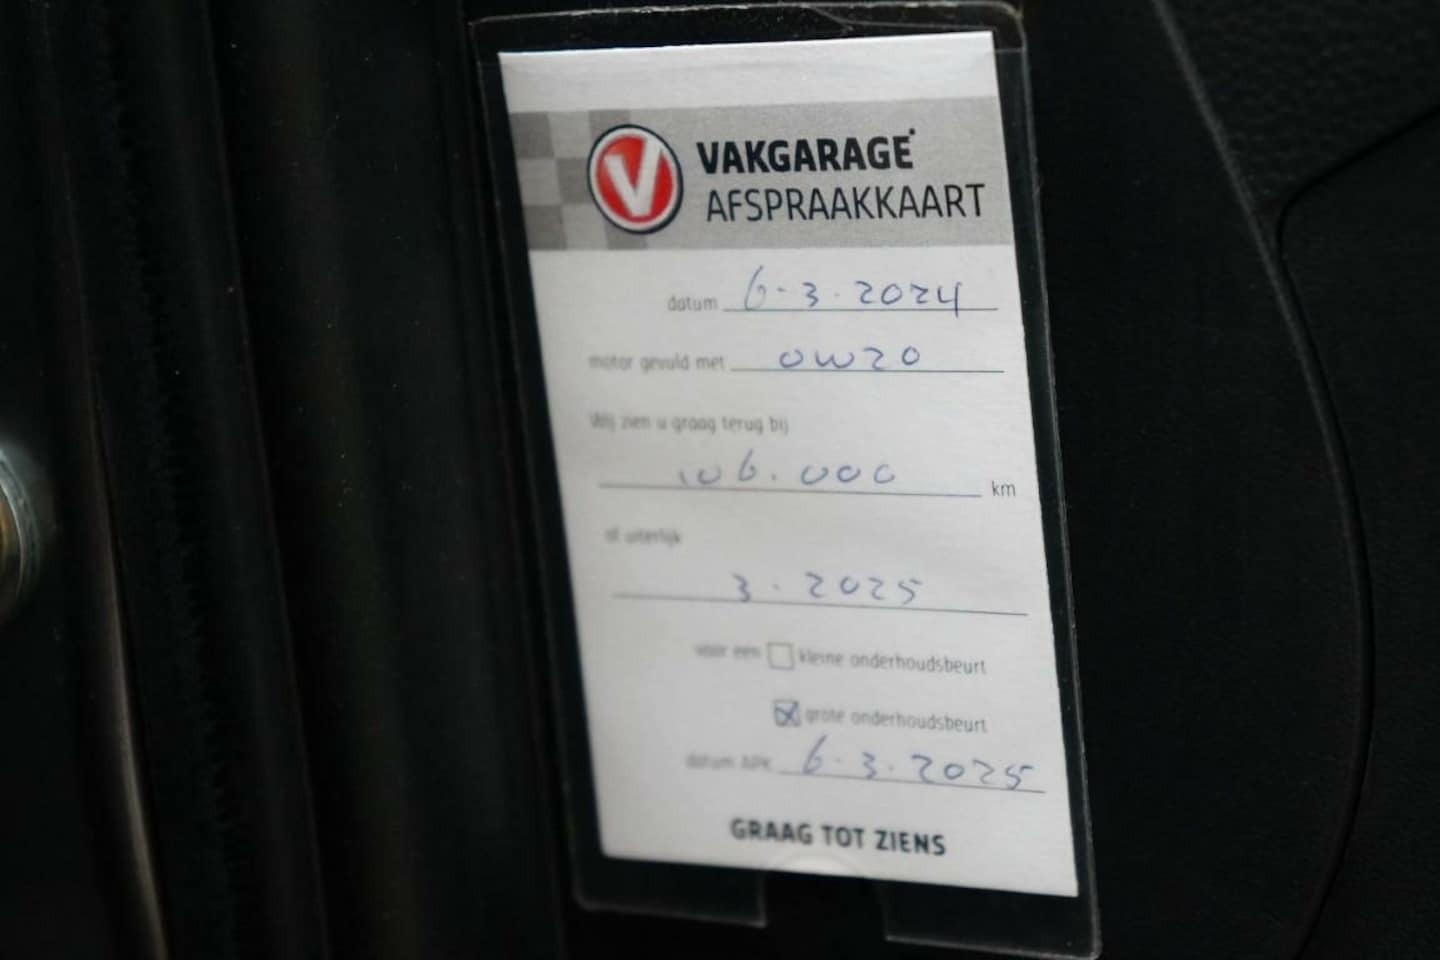 V VAKGARAGE
AFSPRAAKKAART
datum 6-3-2024
motor gevuld met 0W20
Wij zien u graag terug bij
106.000 km
of uiterlijk
3-2025
voor een kleine onderhoudsbeurt
grote onderhoudsbeurt
datum APK 6-3-2025
GRAAG TOT ZIENS